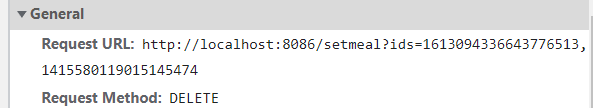 General
Request URL: http://localhost:8086/setmeal?ids=1613094336643776513,
1415580119015145474
Request Method: DELETE